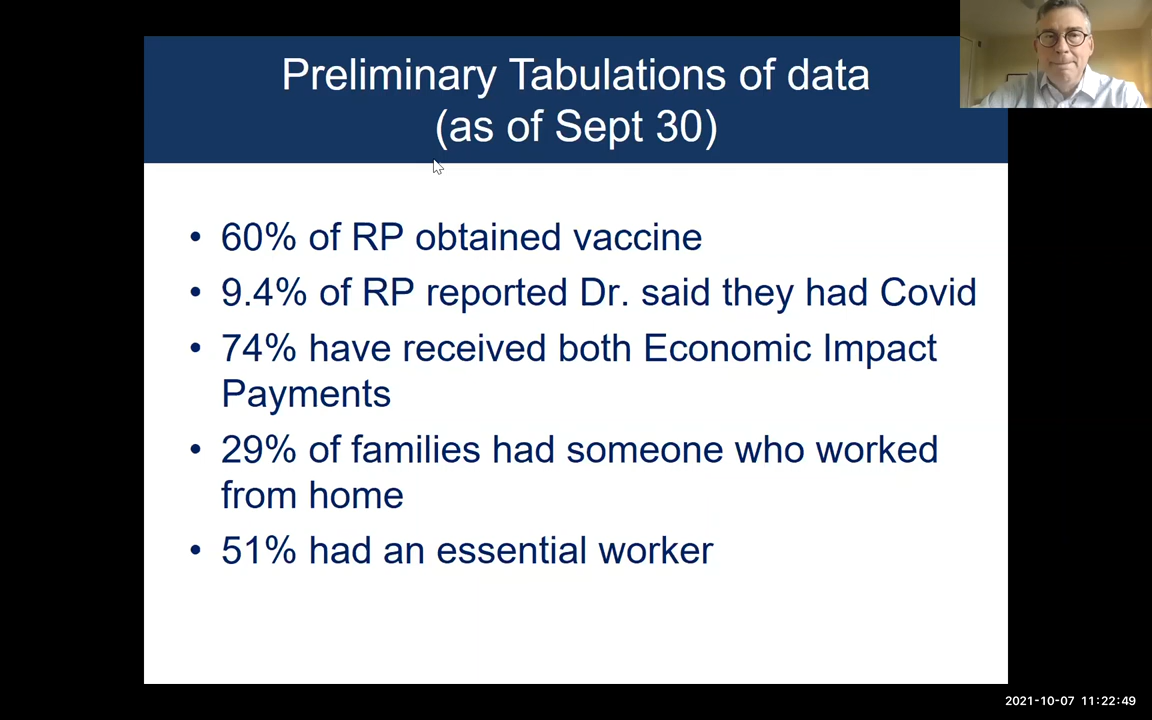 Preliminary Tabulations of data
(as of Sept 30)
• 60% of RP obtained vaccine
• 9.4% of RP reported Dr. said they had Covid
• 74% have received both Economic Impact
Payments
• 29% of families had someone who worked
from home
• 51% had an essential worker
2021-10-07 11:22:49